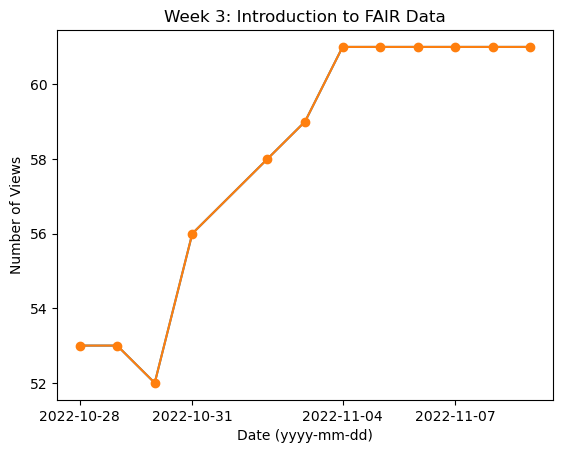 Week 3: Introduction to FAIR Data
Number of Views
60
58
56
54
52
2022-10-28 2022-10-31 2022-11-04 2022-11-07
Date (yyyy-mm-dd)